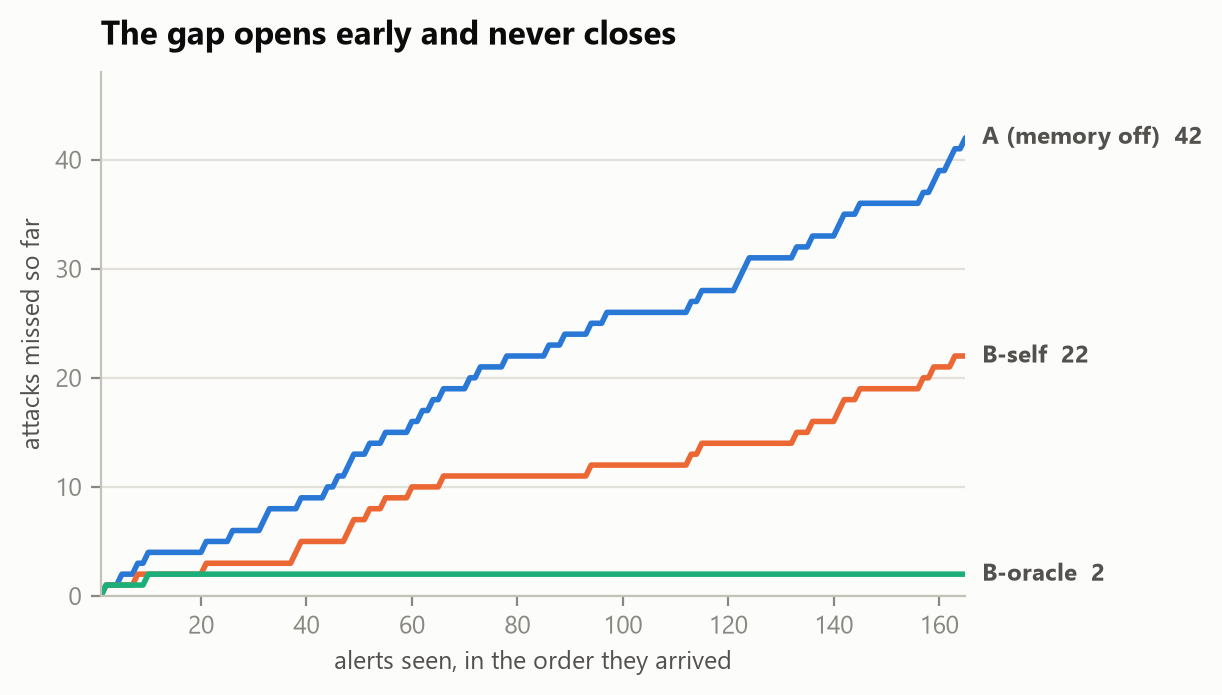 The gap opens early and never closes
attacks missed so far
40
30
20
10
0
A (memory off) 42
B-self 22
B-oracle 2
20 40 60 80 100 120 140 160
alerts seen, in the order they arrived